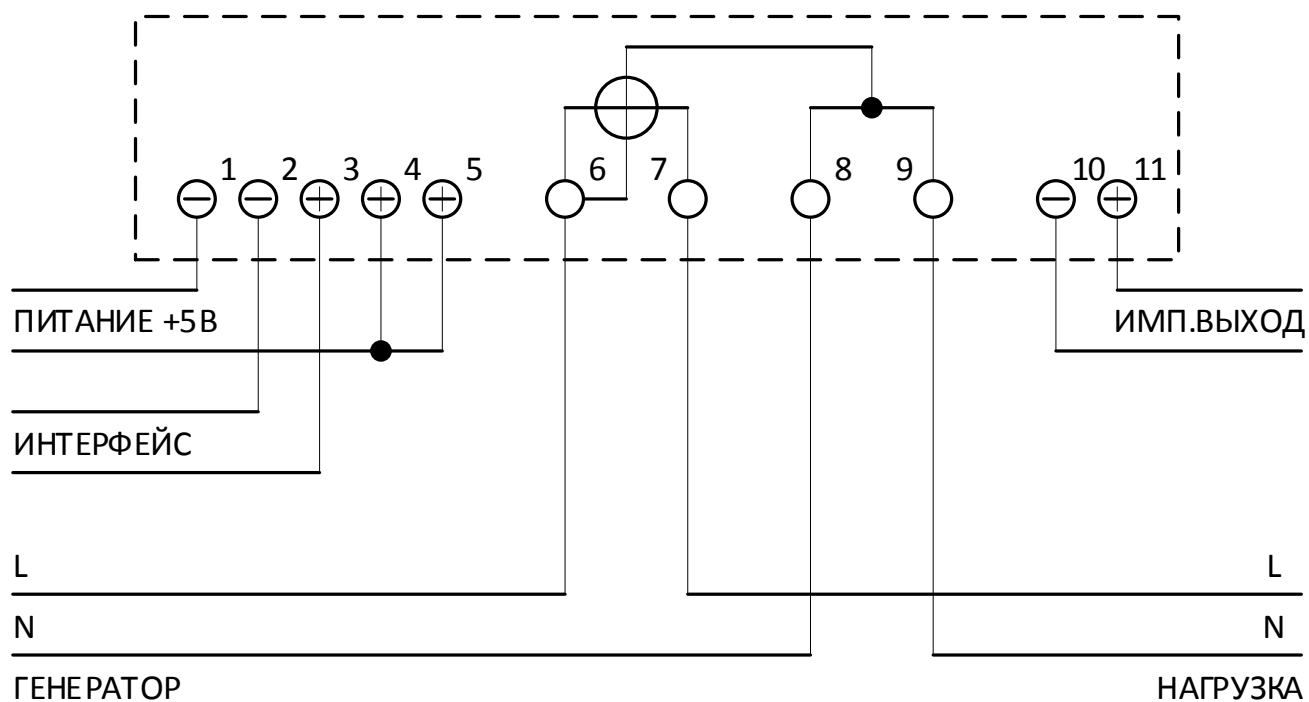 1 2 3 4 5 6 7 8 9 10 11
ПИТАНИЕ +5В
ИМП.ВЫХОД
ИНТЕРФЕЙС
L L
N N
ГЕНЕРАТОР НАГРУЗКА